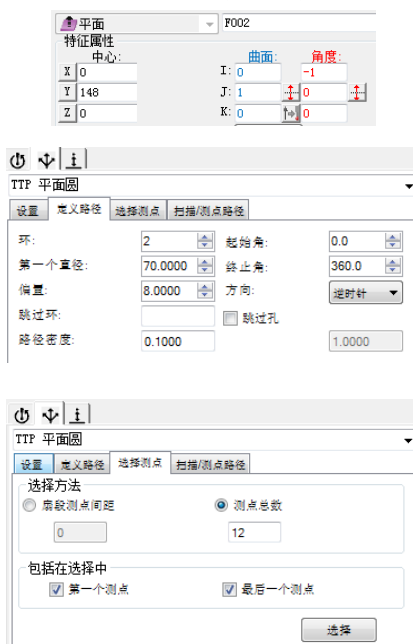 平面 F002
特征属性
中心: 曲面: 角度:
X 0 I: 0 -1
Y 148 J: 1 0
Z 0 K: 0 0
TTP 平面圆
设置 定义路径 选择测点 扫描/测点路径
环: 2 起始角: 0.0
第一个直径: 70.0000 终止角: 360.0
偏置: 8.0000 方向: 逆时针
跳过环: 跳过孔
路径密度: 0.1000 1.0000
TTP 平面圆
设置 定义路径 选择测点 扫描/测点路径
选择方法
扇段测点间距 测点总数
0 12
包括在选择中
第一个测点 最后一个测点
选择